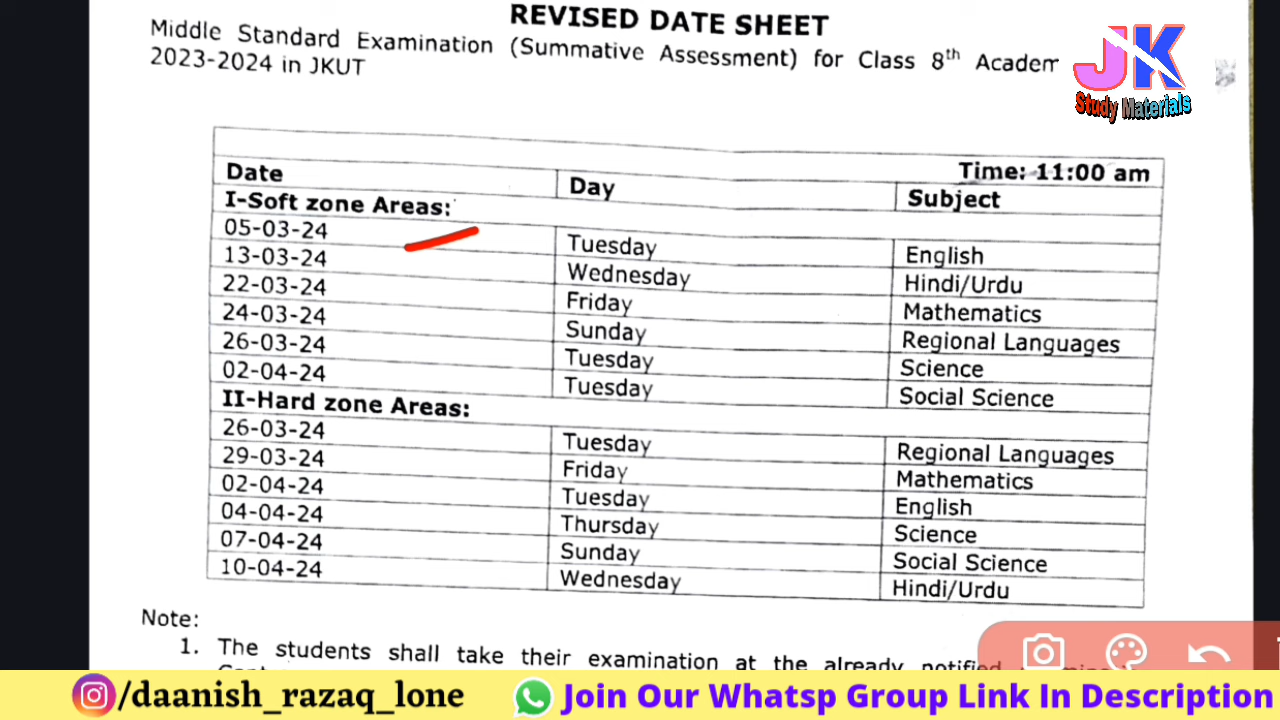 REVISED DATE SHEET
Middle Standard Examination (Summative Assessment) for Class 8th Academ
2023-2024 in JKUT
JK
Study Materials
Time: 11:00 am
Date Day Subject
I-Soft zone Areas:
05-03-24 Tuesday English
13-03-24 Wednesday Hindi/Urdu
22-03-24 Friday Mathematics
24-03-24 Sunday Regional Languages
26-03-24 Tuesday Science
02-04-24 Tuesday Social Science
II-Hard zone Areas:
26-03-24 Tuesday Regional Languages
29-03-24 Friday Mathematics
02-04-24 Tuesday English
04-04-24 Thursday Science
07-04-24 Sunday Social Science
10-04-24 Wednesday Hindi/Urdu
Note:
1. The students shall take their examination at the already notified
/daanish_razaq_lone Join Our Whatsp Group Link In Description